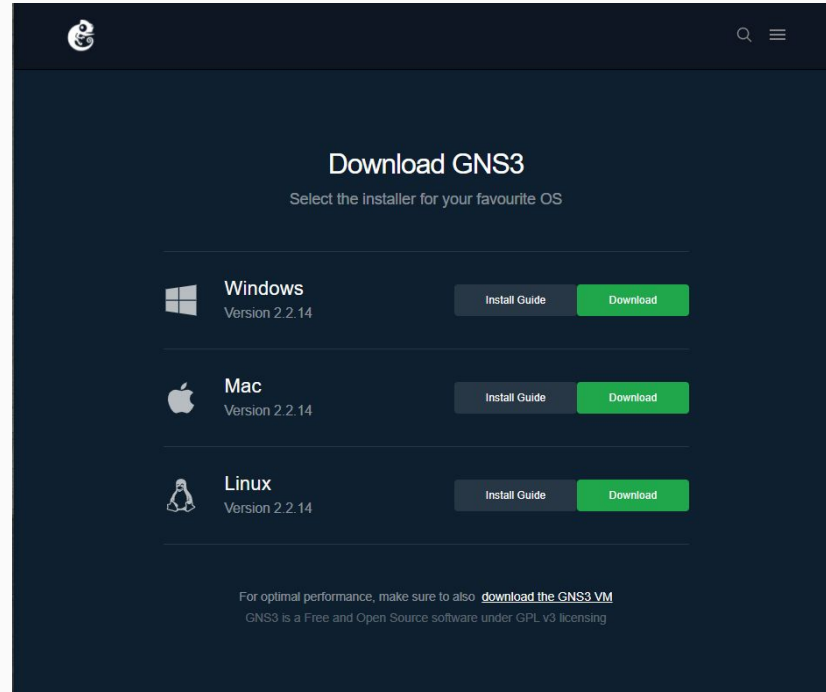 Download GNS3
Select the installer for your favourite OS
Windows
Version 2.2.14
Install Guide
Download
Mac
Version 2.2.14
Install Guide
Download
Linux
Version 2.2.14
Install Guide
Download
For optimal performance, make sure to also download the GNS3 VM
GNS3 is a Free and Open Source software under GPL v3 licensing